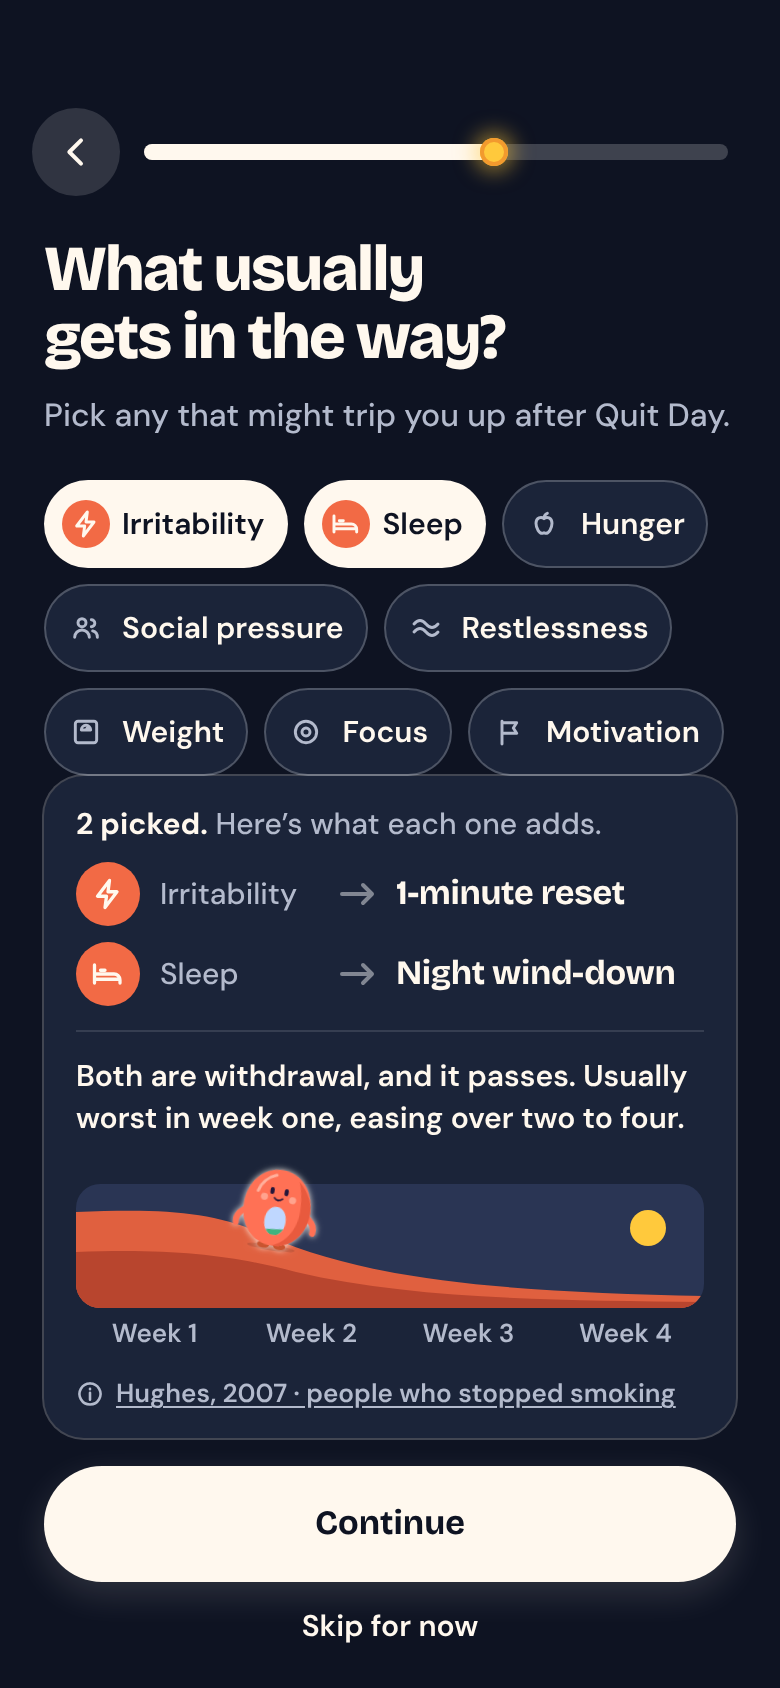 What usually
gets in the way?
Pick any that might trip you up after Quit Day.
Irritability
Sleep
Hunger
Social pressure
Restlessness
Weight
Focus
Motivation
2 picked. Here’s what each one adds.
Irritability → 1-minute reset
Sleep → Night wind-down
Both are withdrawal, and it passes. Usually
worst in week one, easing over two to four.
Week 1 Week 2 Week 3 Week 4
Hughes, 2007 · people who stopped smoking
Continue
Skip for now